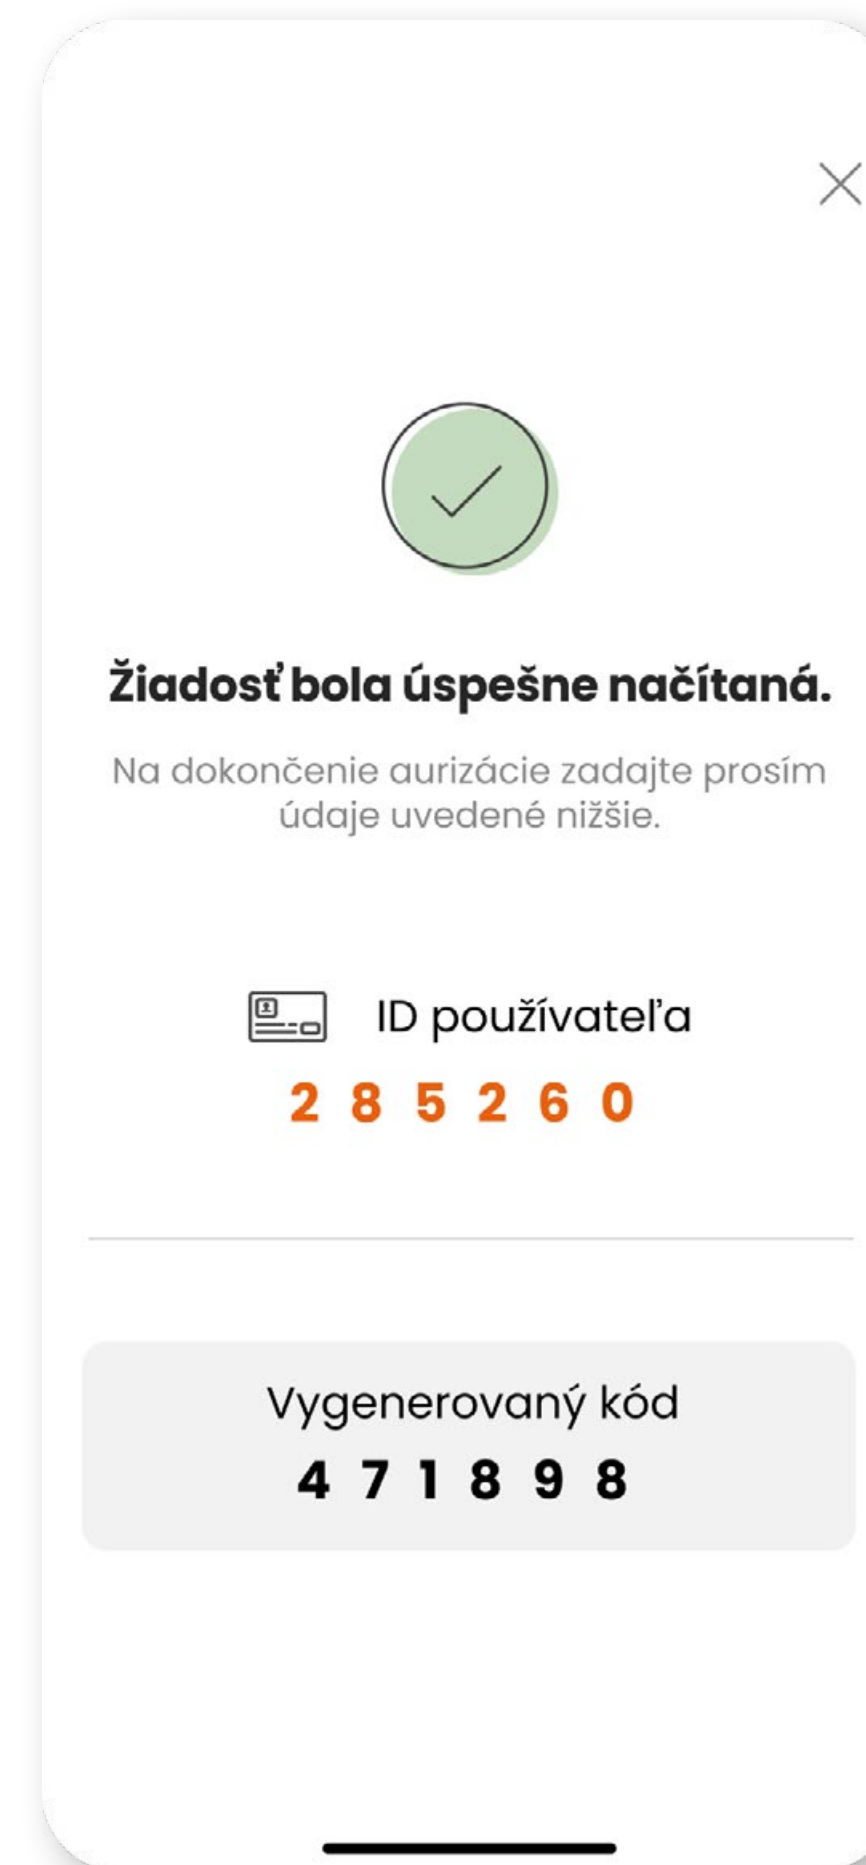 Žiadosť bola úspešne načítaná.
Na dokončenie aurizácie zadajte prosím
údaje uvedené nižšie.
ID používateľa
2 8 5 2 6 0
Vygenerovaný kód
4 7 1 8 9 8